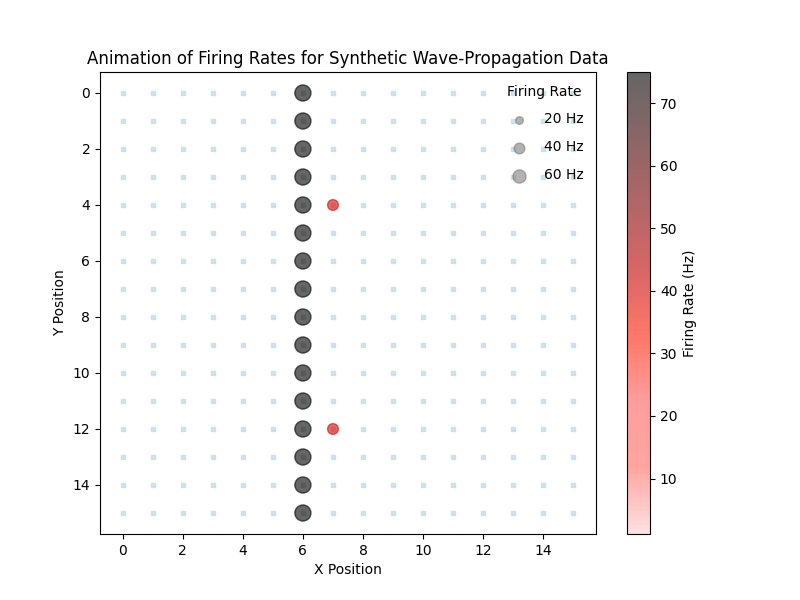 Animation of Firing Rates for Synthetic Wave-Propagation Data
Firing Rate
20 Hz
40 Hz
60 Hz
0
2
4
6
8
10
12
14
Y Position
0 2 4 6 8 10 12 14
X Position
70
60
50
40
30
20
10
Firing Rate (Hz)